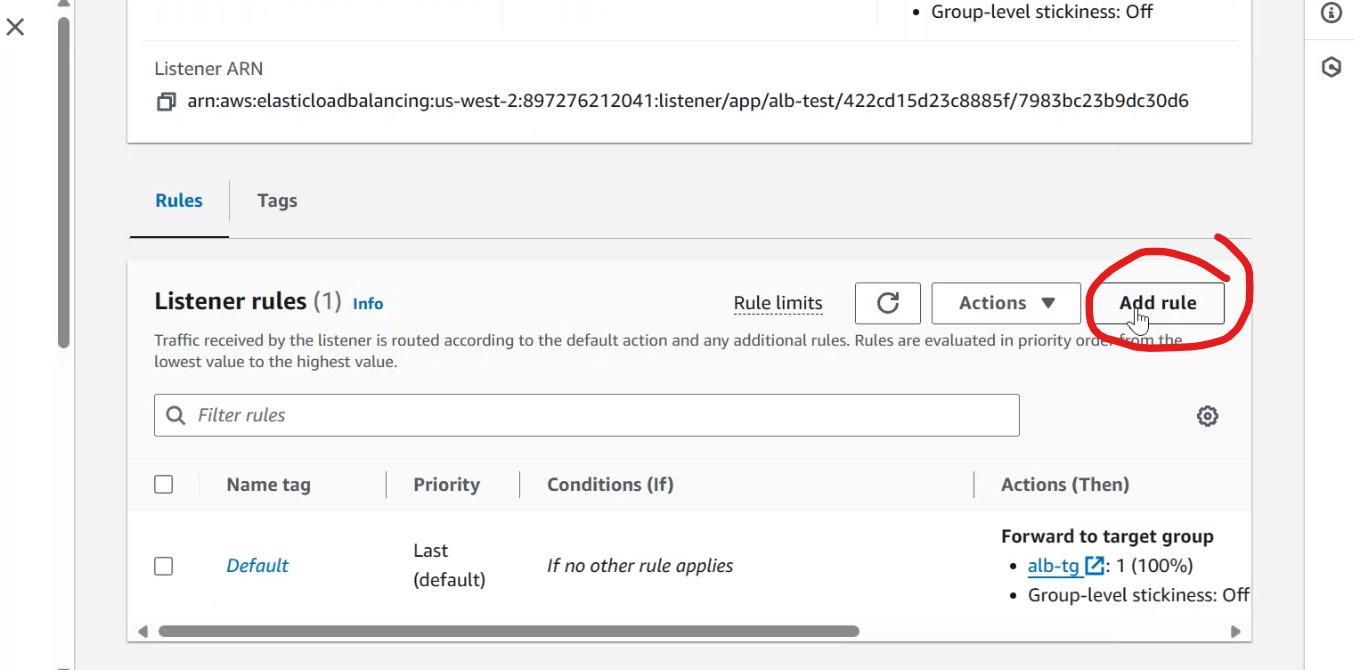 • Group-level stickiness: Off
Listener ARN
arn:aws:elasticloadbalancing:us-west-2:897276212041:listener/app/alb-test/422cd15d23c8885f/7983bc23b9dc30d6
Rules
Tags
Listener rules (1) Info
Rule limits
Actions
Add rule
Traffic received by the listener is routed according to the default action and any additional rules. Rules are evaluated in priority order from the
lowest value to the highest value.
Filter rules
Name tag
Priority
Conditions (If)
Actions (Then)
Default
Last
(default)
If no other rule applies
Forward to target group
• alb-tg : 1 (100%)
• Group-level stickiness: Off